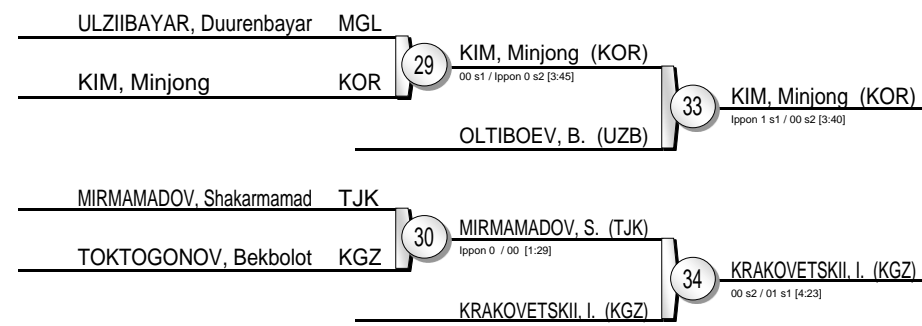 ULZIIBAYAR, Duurenbayar MGL
KIM, Minjong KOR
29
KIM, Minjong (KOR)
00 s1 / Ippon 0 s2 [3:45]
OLTIBOEV, B. (UZB)
33
KIM, Minjong (KOR)
Ippon 1 s1 / 00 s2 [3:40]
MIRMAMADOV, Shakarmamad TJK
TOKTOGONOV, Bekbolot KGZ
30
MIRMAMADOV, S. (TJK)
Ippon 0 / 00 [1:29]
KRAKOVETSKII, I. (KGZ)
34
KRAKOVETSKII, I. (KGZ)
00 s2 / 01 s1 [4:23]